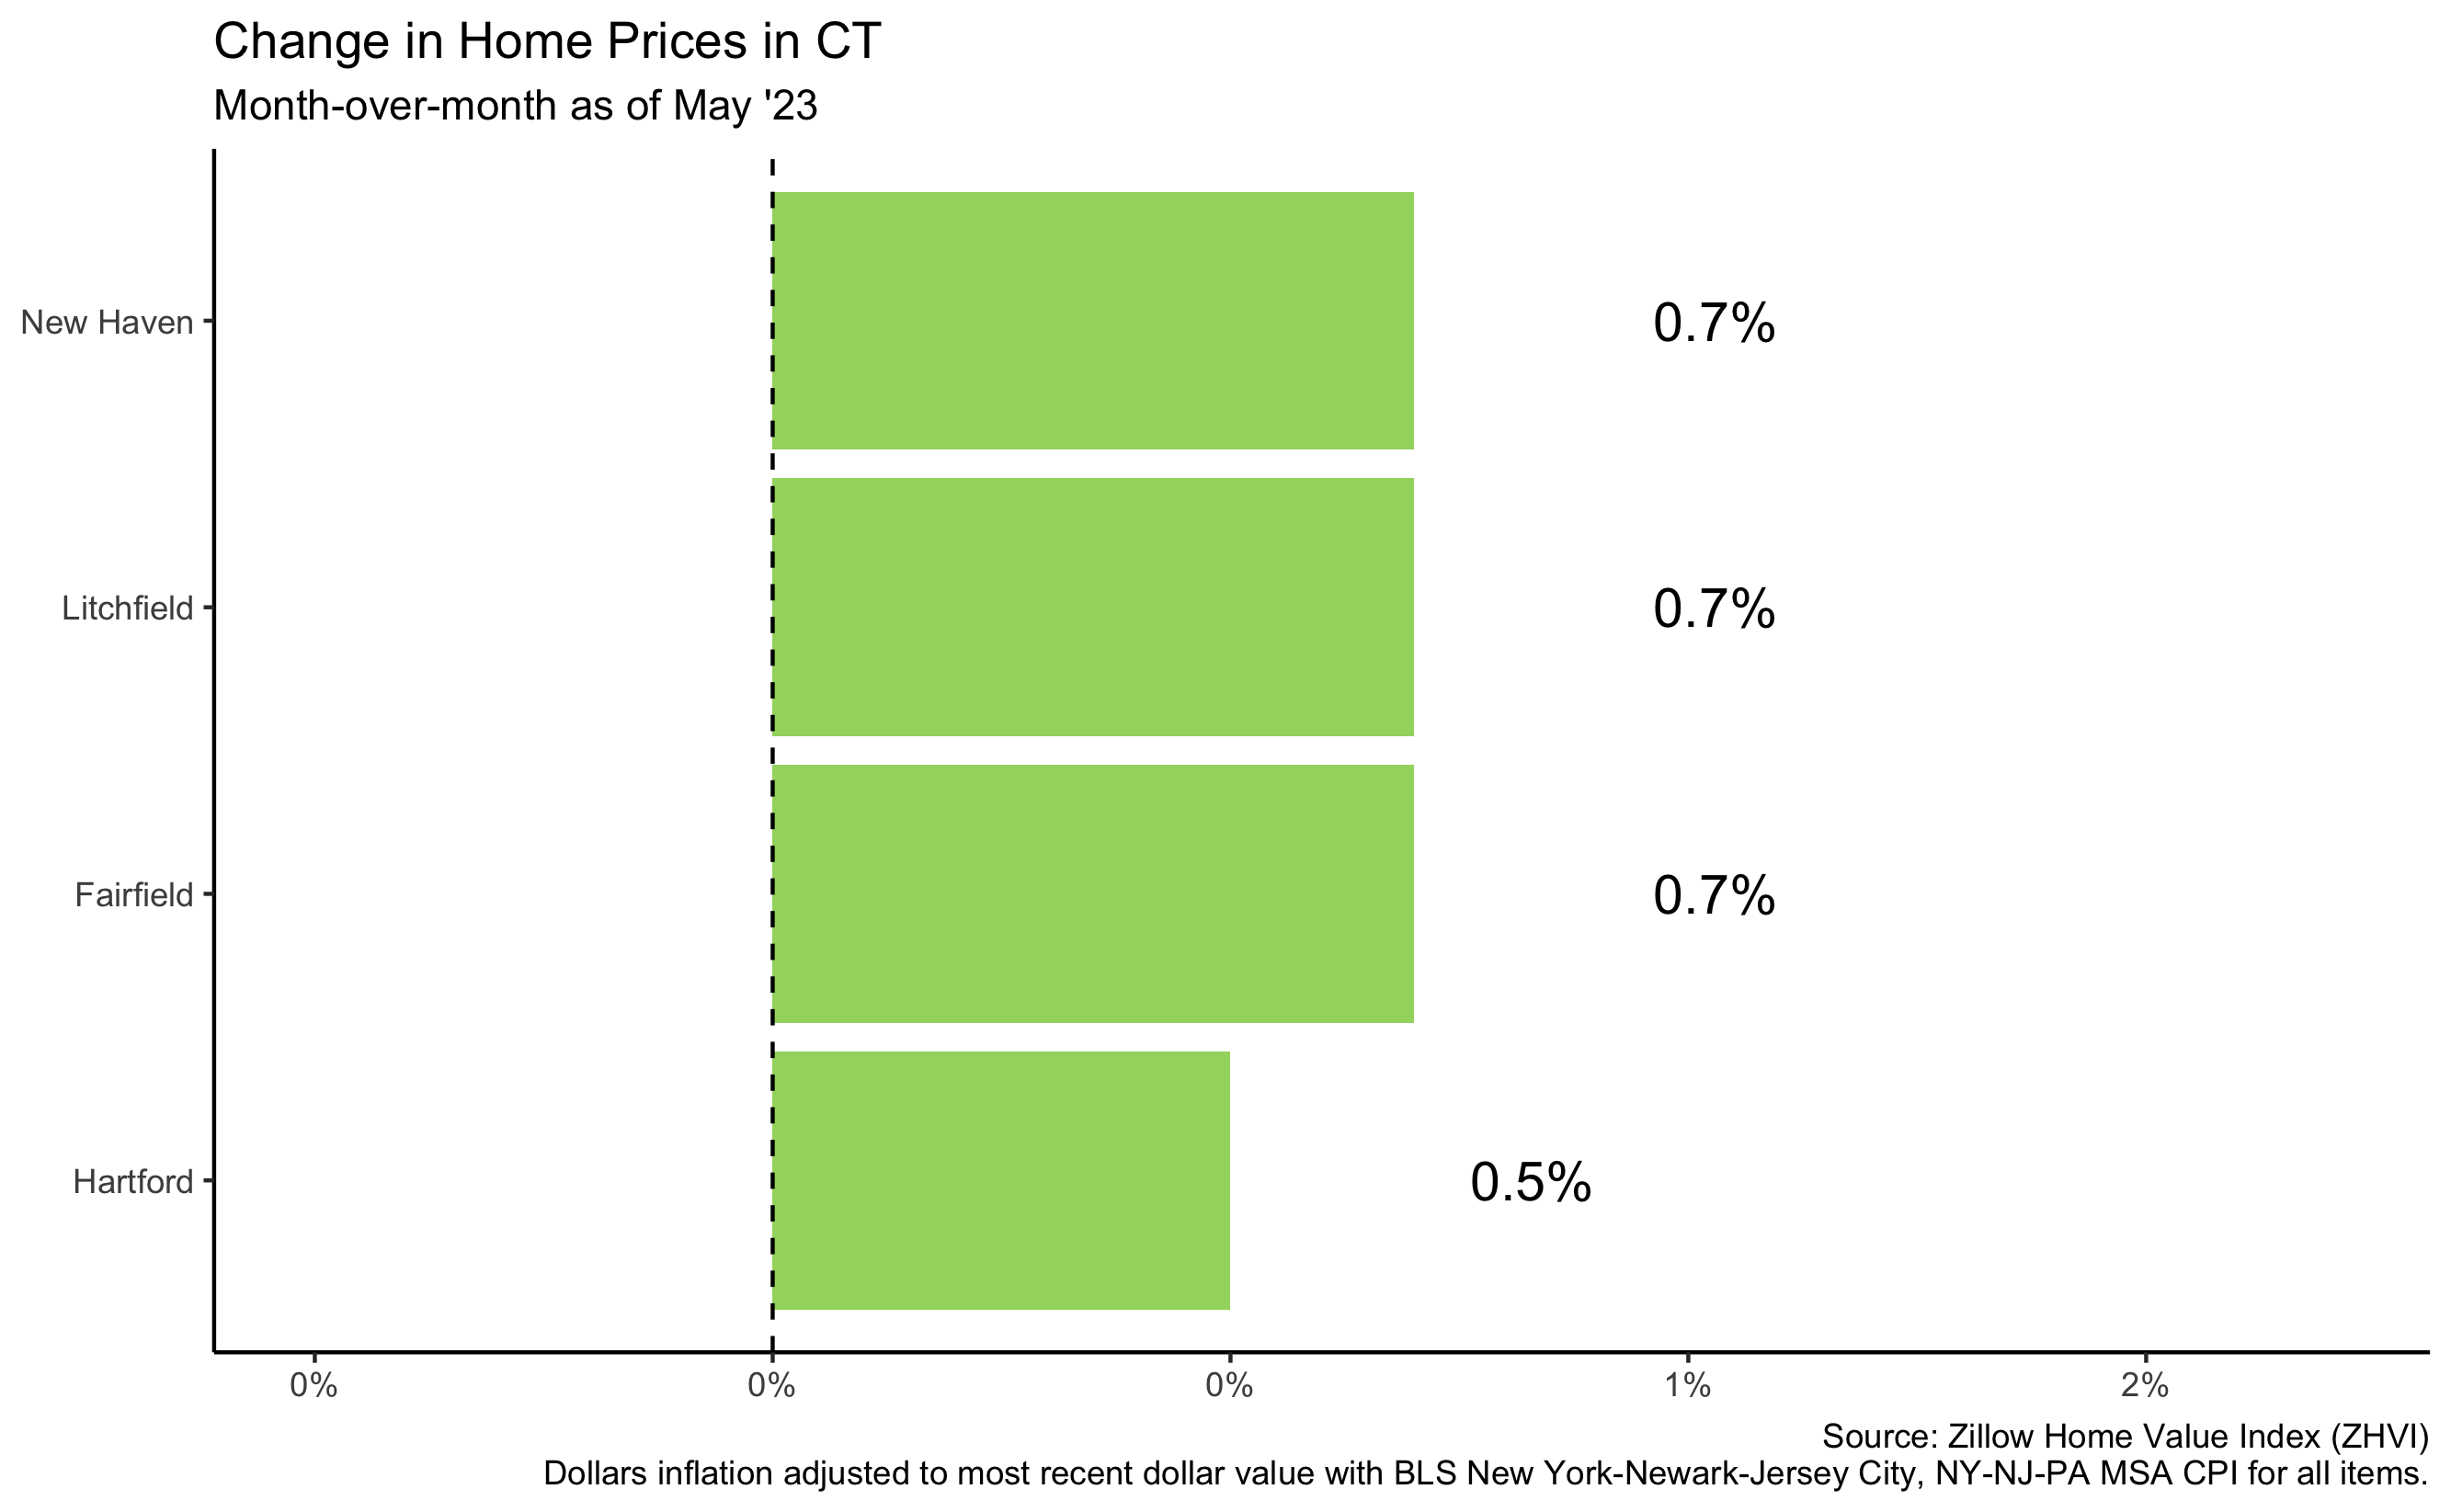 Change in Home Prices in CT
Month-over-month as of May '23
New Haven
0.7%
Litchfield
0.7%
Fairfield
0.7%
Hartford
0.5%
0%
0%
0%
1%
2%
Source: Zillow Home Value Index (ZHVI)
Dollars inflation adjusted to most recent dollar value with BLS New York-Newark-Jersey City, NY-NJ-PA MSA CPI for all items.